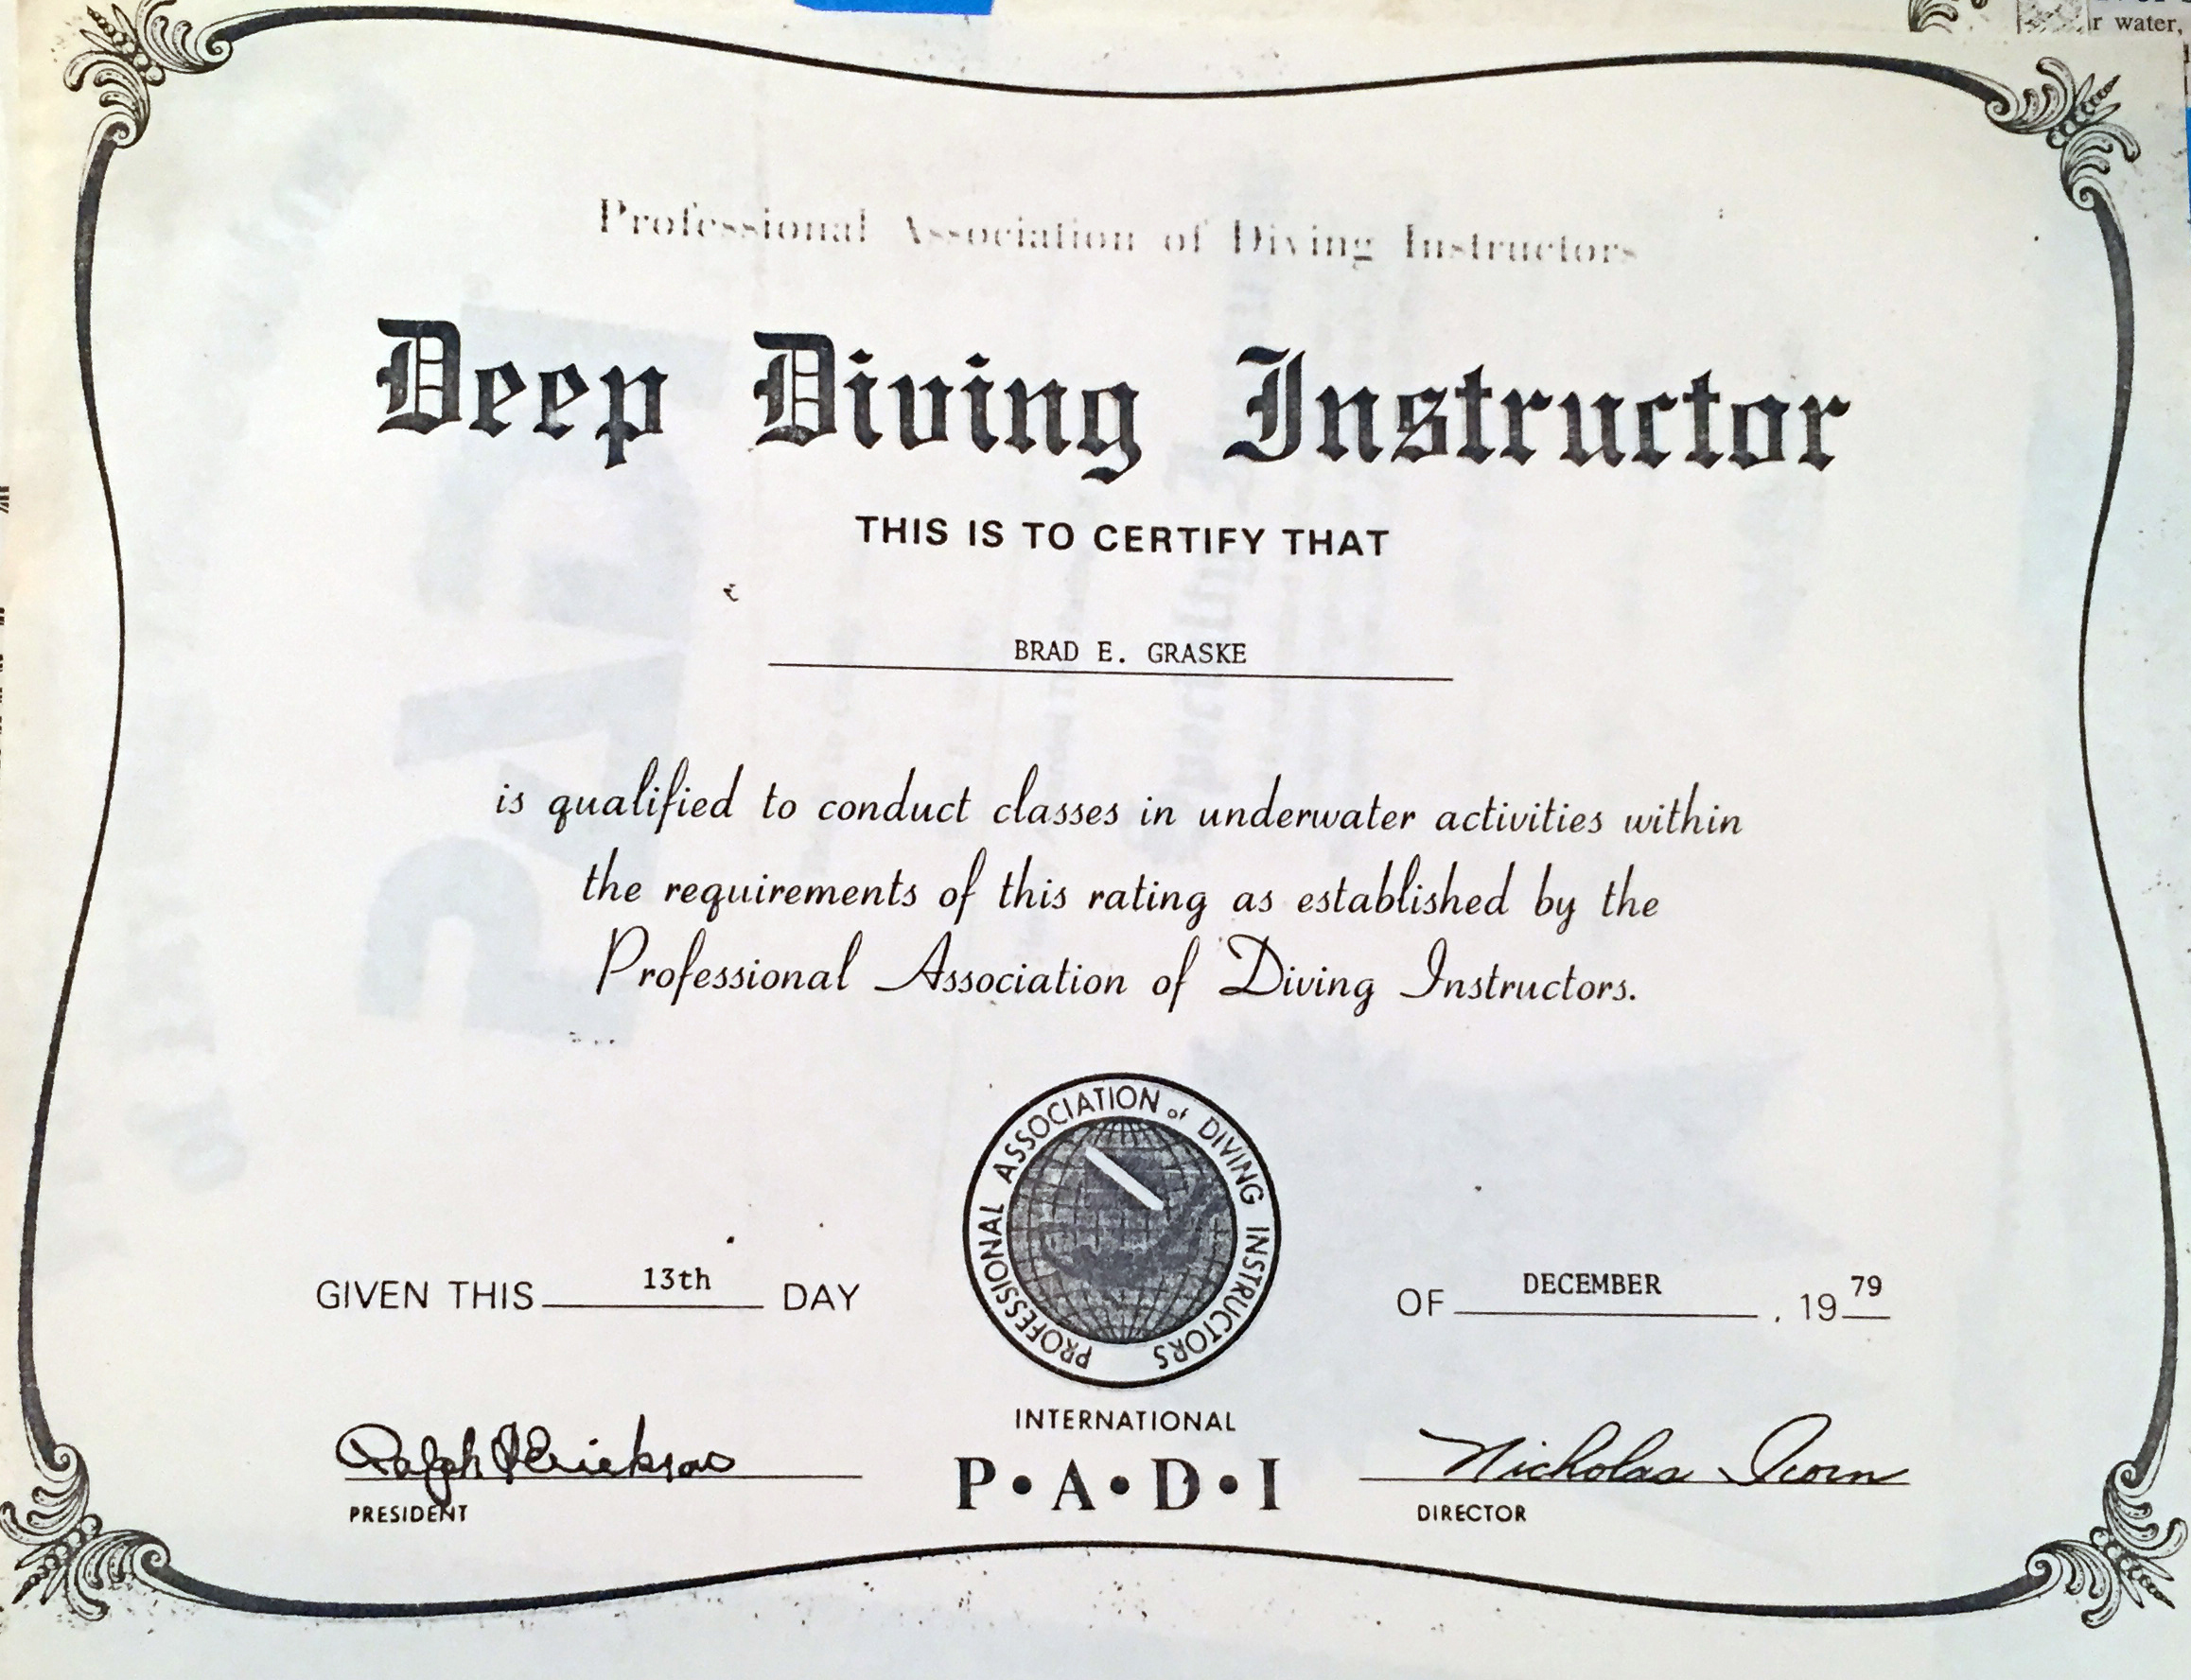 r water,
Professional Association of Diving Instructors
Deep Diving Instructor
THIS IS TO CERTIFY THAT
BRAD E. GRASKE
is qualified to conduct classes in underwater activities within
the requirements of this rating as established by the
Professional Association of Diving Instructors.
PROFESSIONAL ASSOCIATION of DIVING INSTRUCTORS
GIVEN THIS 13th DAY OF DECEMBER , 19 79
INTERNATIONAL
P•A•D•I
Ralph Erickson
Nicholas Icorn
PRESIDENT
DIRECTOR